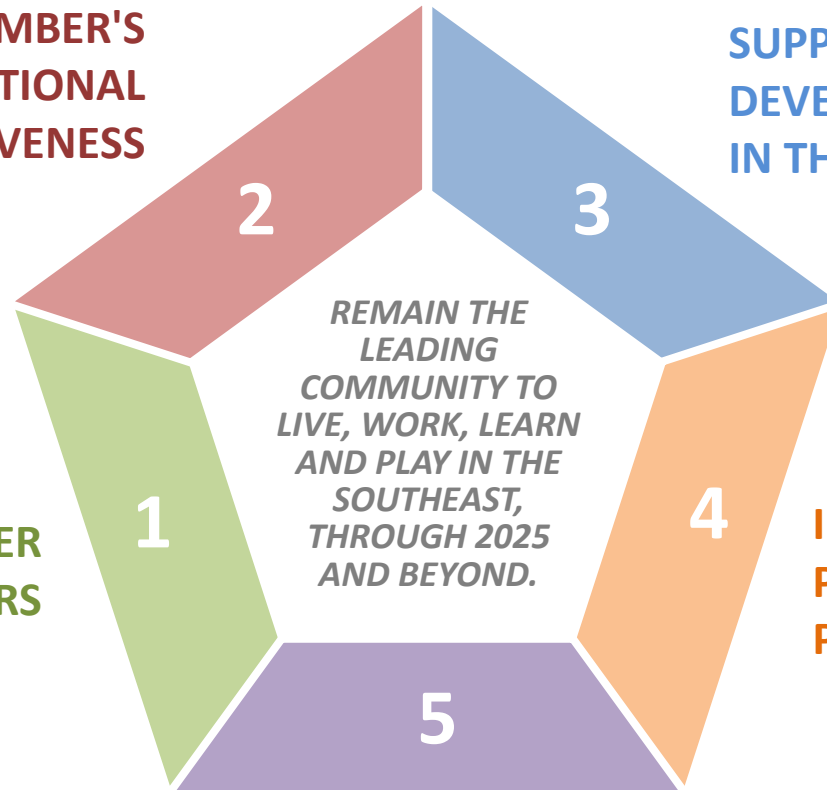 MBER'S
TIONAL
VENESS
SUPP
DEVE
IN TH
2
3
REMAIN THE
LEADING
COMMUNITY TO
LIVE, WORK, LEARN
AND PLAY IN THE
SOUTHEAST,
THROUGH 2025
AND BEYOND.
1
4
ER
RS
I
P
P
5